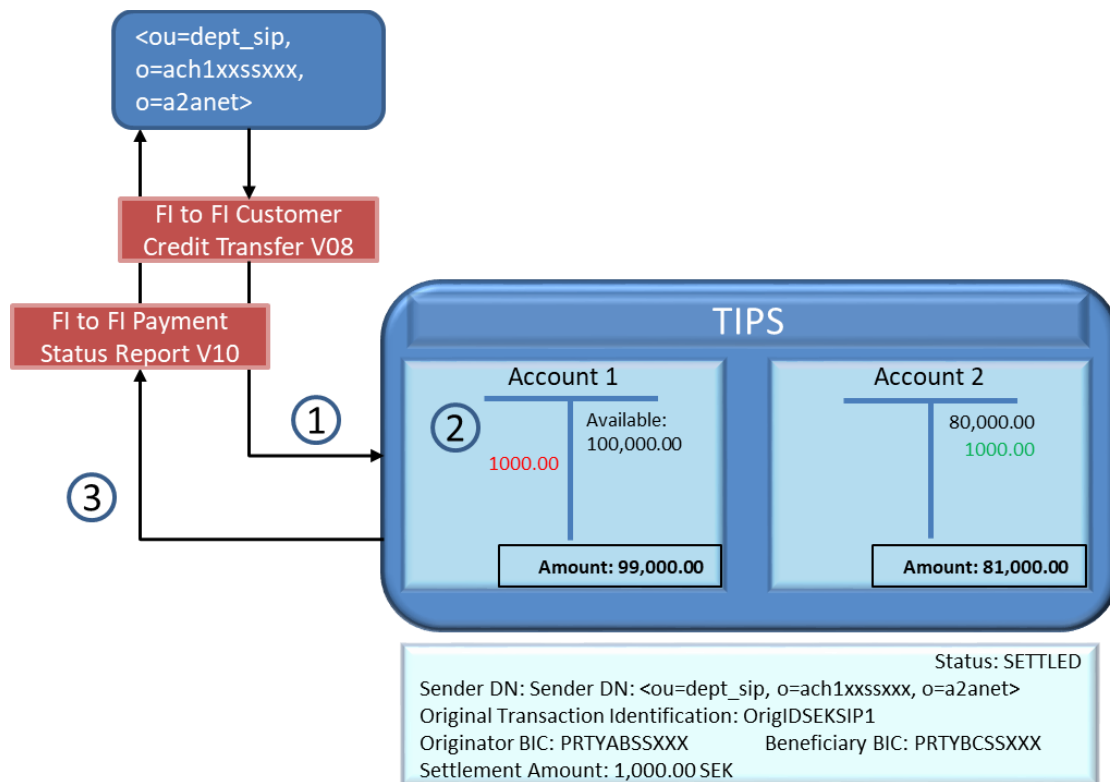 <ou=dept_sip,
o=ach1xxssxxx,
o=a2anet>
FI to FI Customer
Credit Transfer V08
FI to FI Payment
Status Report V10
1
2
3
TIPS
Account 1
Available:
100,000.00
1000.00
Amount: 99,000.00
Account 2
80,000.00
1000.00
Amount: 81,000.00
Status: SETTLED
Sender DN: Sender DN: <ou=dept_sip, o=ach1xxssxxx, o=a2anet>
Original Transaction Identification: OrigIDSEKSIP1
Originator BIC: PRTYABSSXXX Beneficiary BIC: PRTYBCSSXXX
Settlement Amount: 1,000.00 SEK